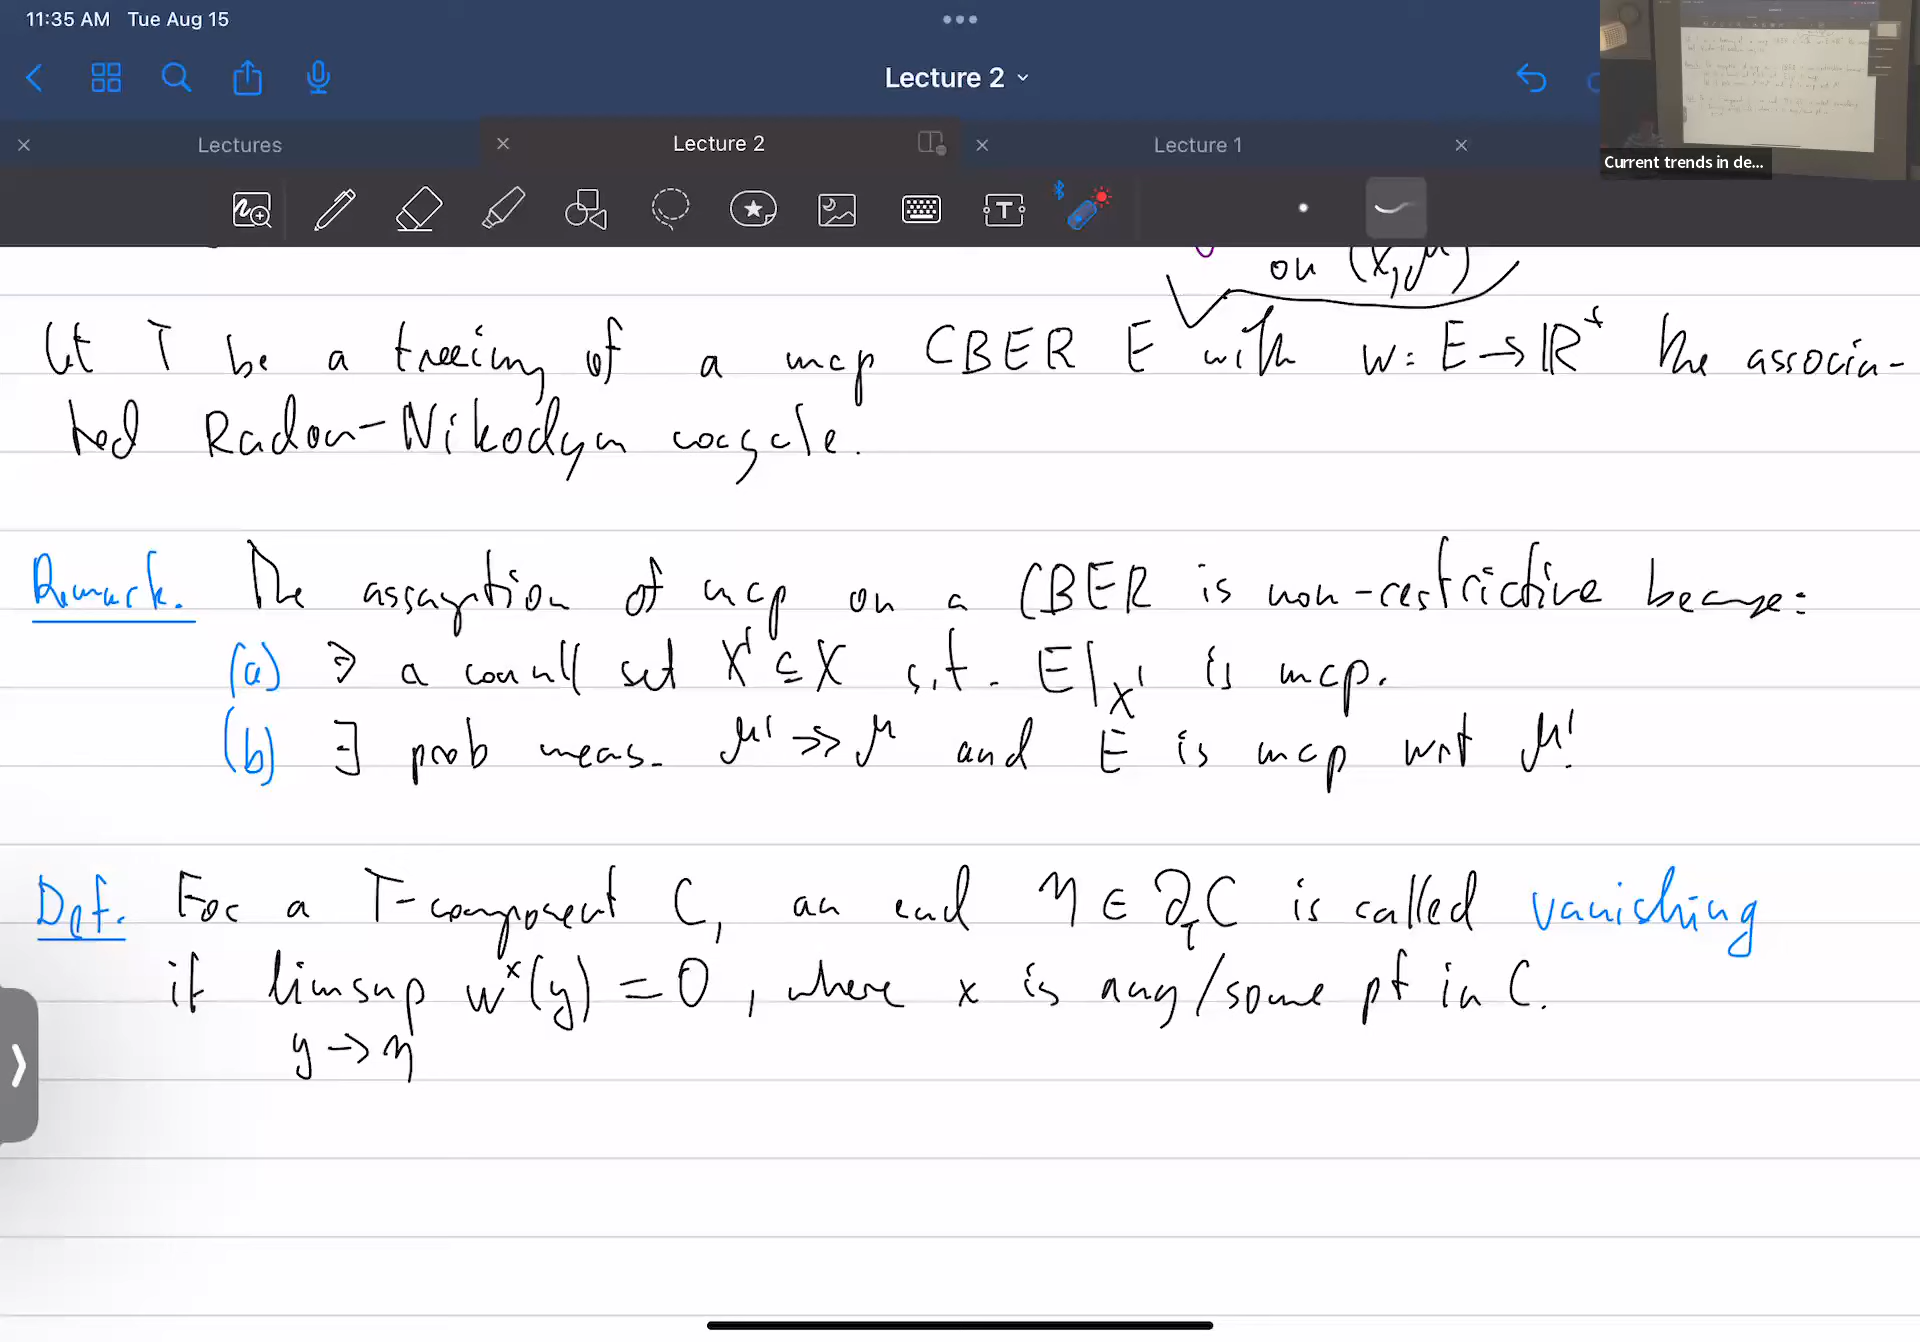 11:35 AM Tue Aug 15
Lecture 2
Lectures
Lecture 2
Lecture 1
Current trends in de...
on (X, μ)
Let T be a treeing of a mcp CBER E with w: E → ℝ⁺ the associa-
ted Radon-Nikodym cocycle.
Remark. The assumption of mcp on a CBER is non-restrictive because:
(a) ∃ a conull set X' ⊆ X s.t. E|X' is mcp.
(b) ∃ prob meas. μ' ≫ μ and E is mcp wrt μ'.
Def. For a T-component C, an end η ∈ ∂_T C is called vanishing
if limsup w^x(y) = 0, where x is any/some pt in C.
y → η